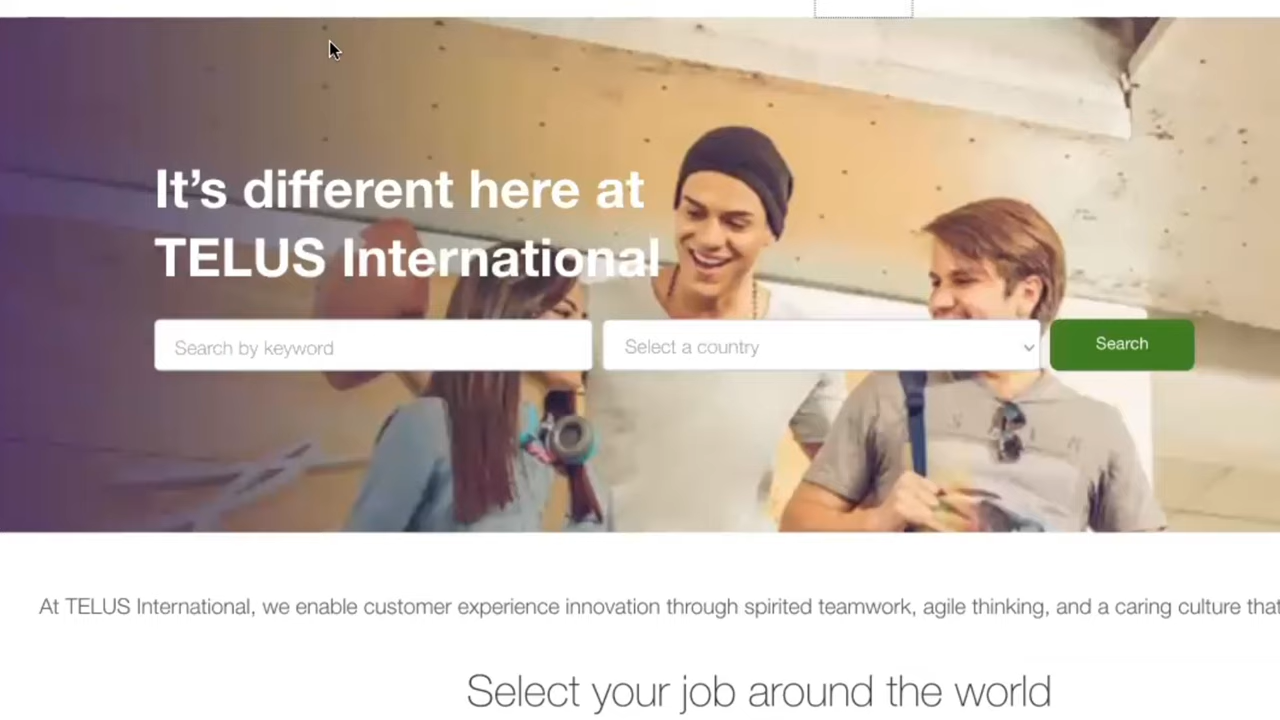 It's different here at
TELUS International
Search by keyword
Select a country
Search
At TELUS International, we enable customer experience innovation through spirited teamwork, agile thinking, and a caring culture that
Select your job around the world